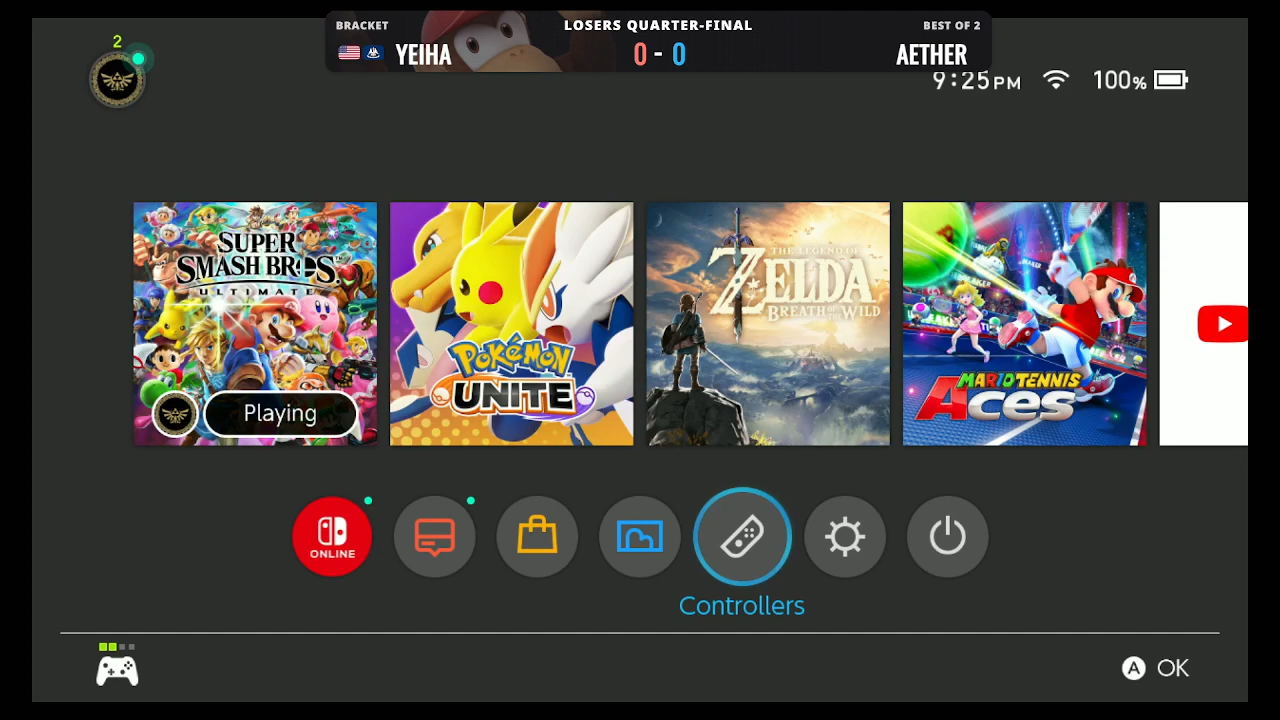 BRACKET
LOSERS QUARTER-FINAL
BEST OF 2
YEIHA
0 - 0
AETHER
2
9:25PM
100%
SUPER
SMASH BROS.
ULTIMATE
Playing
POKÉMON
UNITE
THE LEGEND OF
ZELDA
BREATH OF THE WILD
MARIO TENNIS
ACES
ONLINE
Controllers
A OK